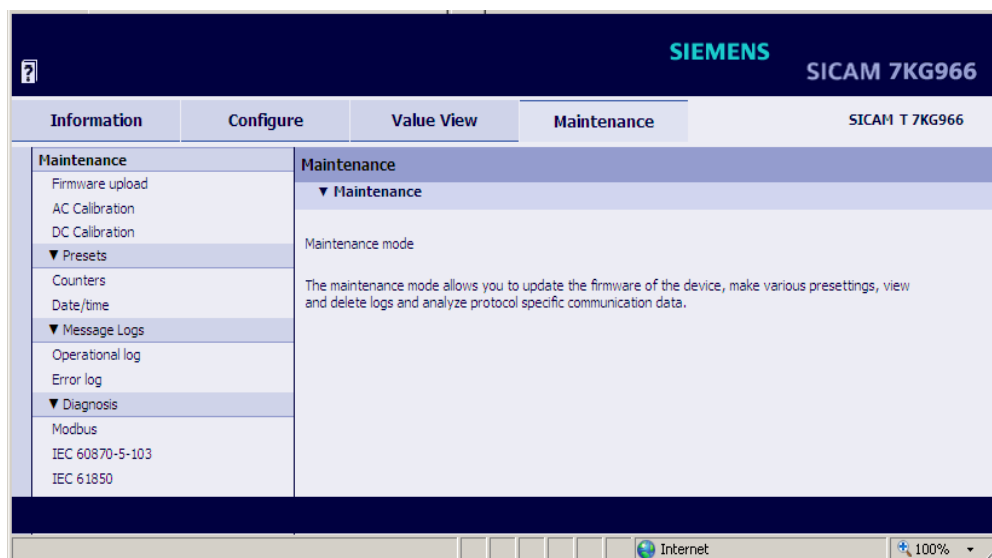 ?
SIEMENS
SICAM 7KG966
Information
Configure
Value View
Maintenance
SICAM T 7KG966
Maintenance
Firmware upload
AC Calibration
DC Calibration
▼ Presets
Counters
Date/time
▼ Message Logs
Operational log
Error log
▼ Diagnosis
Modbus
IEC 60870-5-103
IEC 61850
Maintenance
▼ Maintenance
Maintenance mode
The maintenance mode allows you to update the firmware of the device, make various presettings, view
and delete logs and analyze protocol specific communication data.
Internet
100%